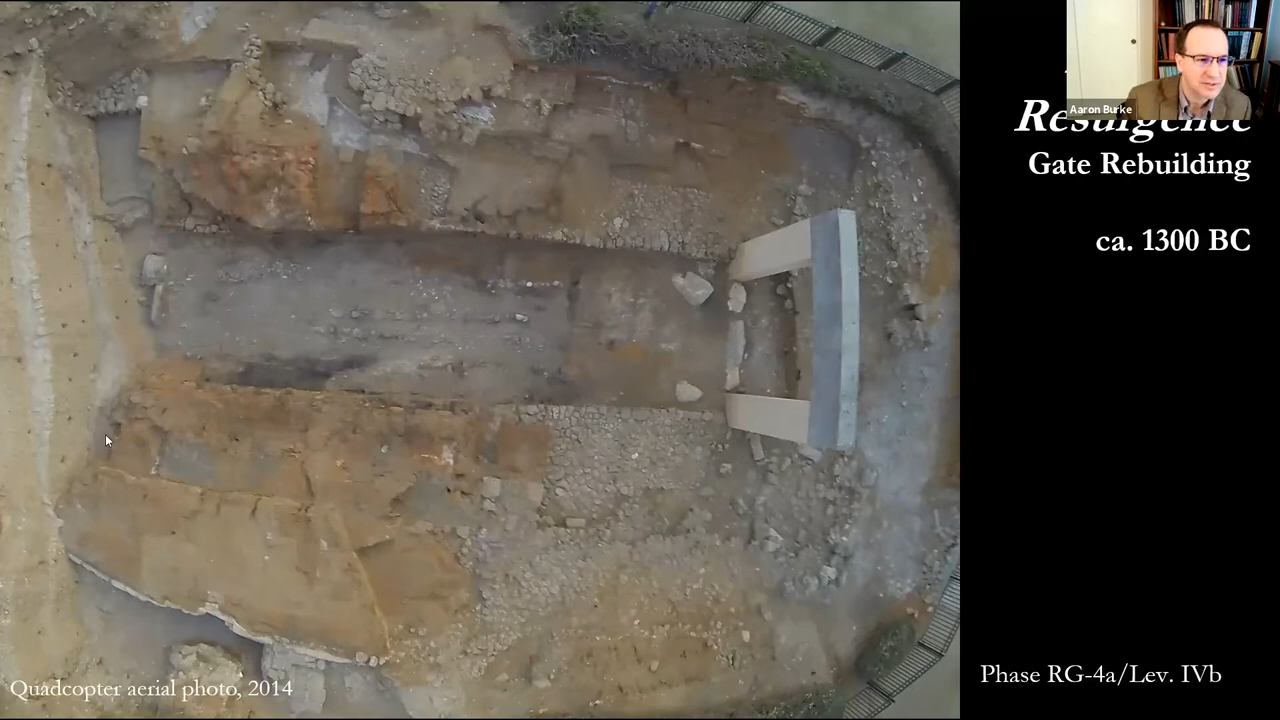 Aaron Burke
Resurgence
Gate Rebuilding
ca. 1300 BC
Quadcopter aerial photo, 2014
Phase RG-4a/Lev. IVb